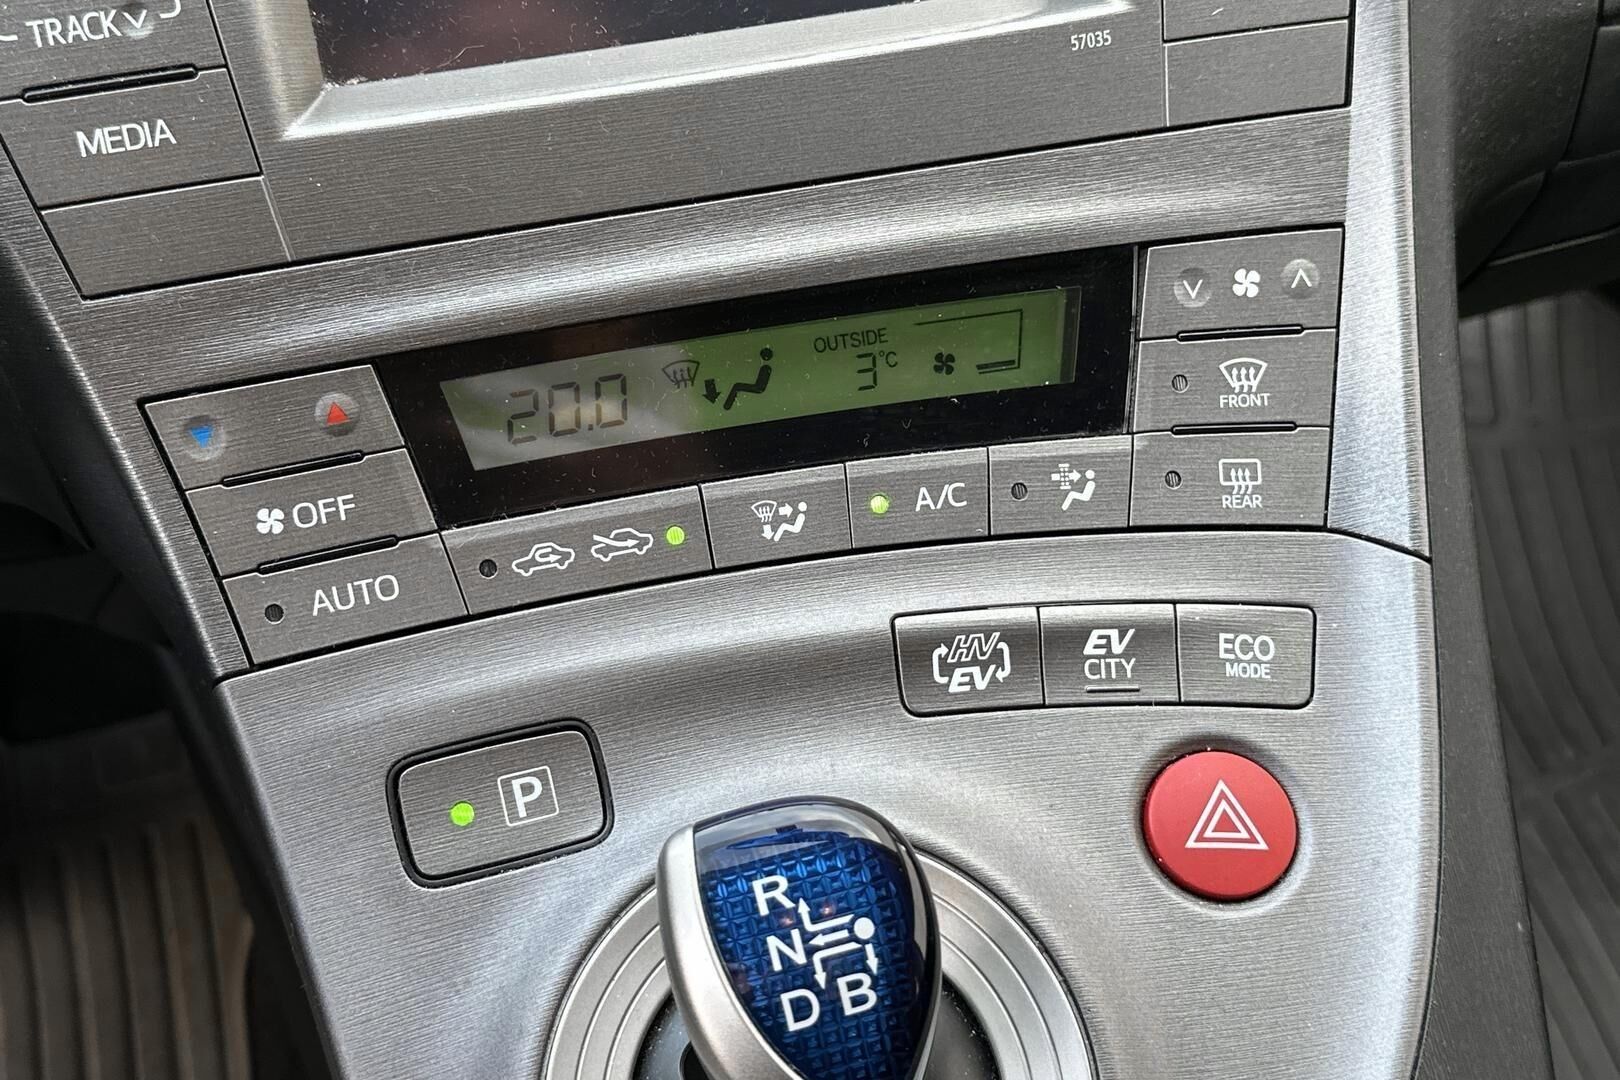 TRACK
57035
MEDIA
OUTSIDE
20.0
3°C
FRONT
OFF
A/C
REAR
AUTO
HV
EV
EV
CITY
ECO
MODE
P
R
N
D B